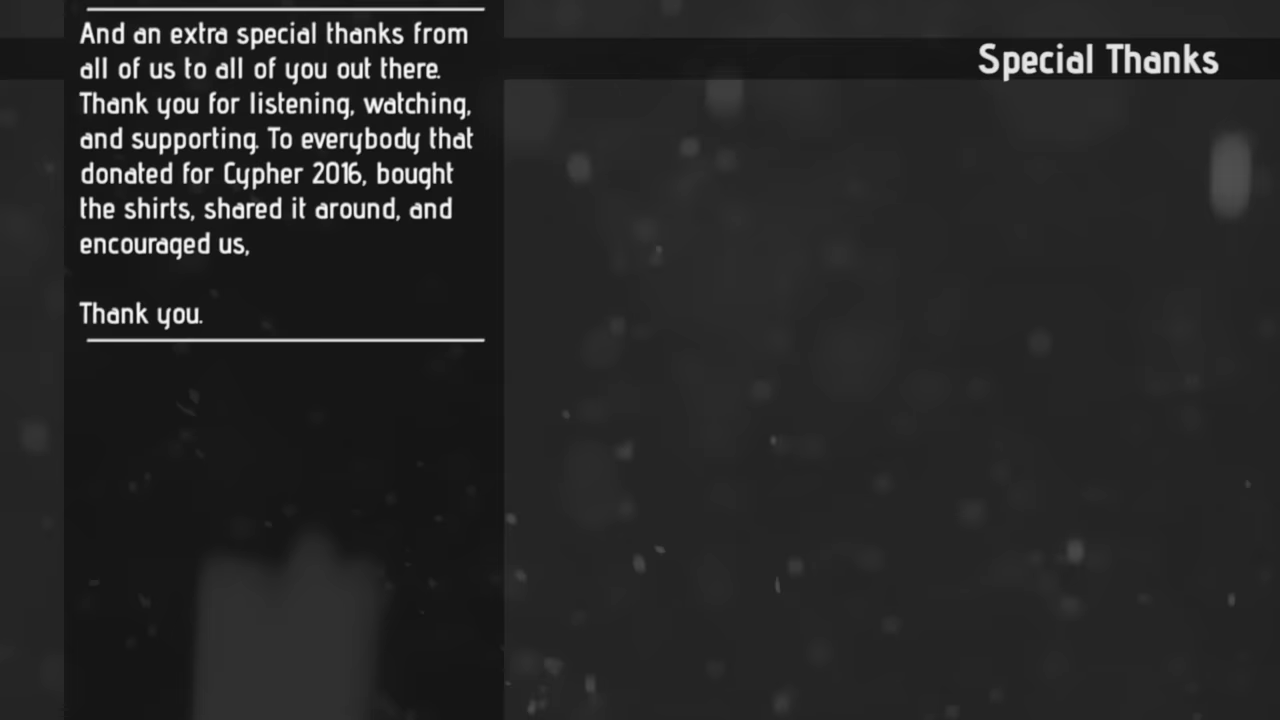 And an extra special thanks from
all of us to all of you out there.
Thank you for listening, watching,
and supporting. To everybody that
donated for Cypher 2016, bought
the shirts, shared it around, and
encouraged us,
Thank you.
Special Thanks